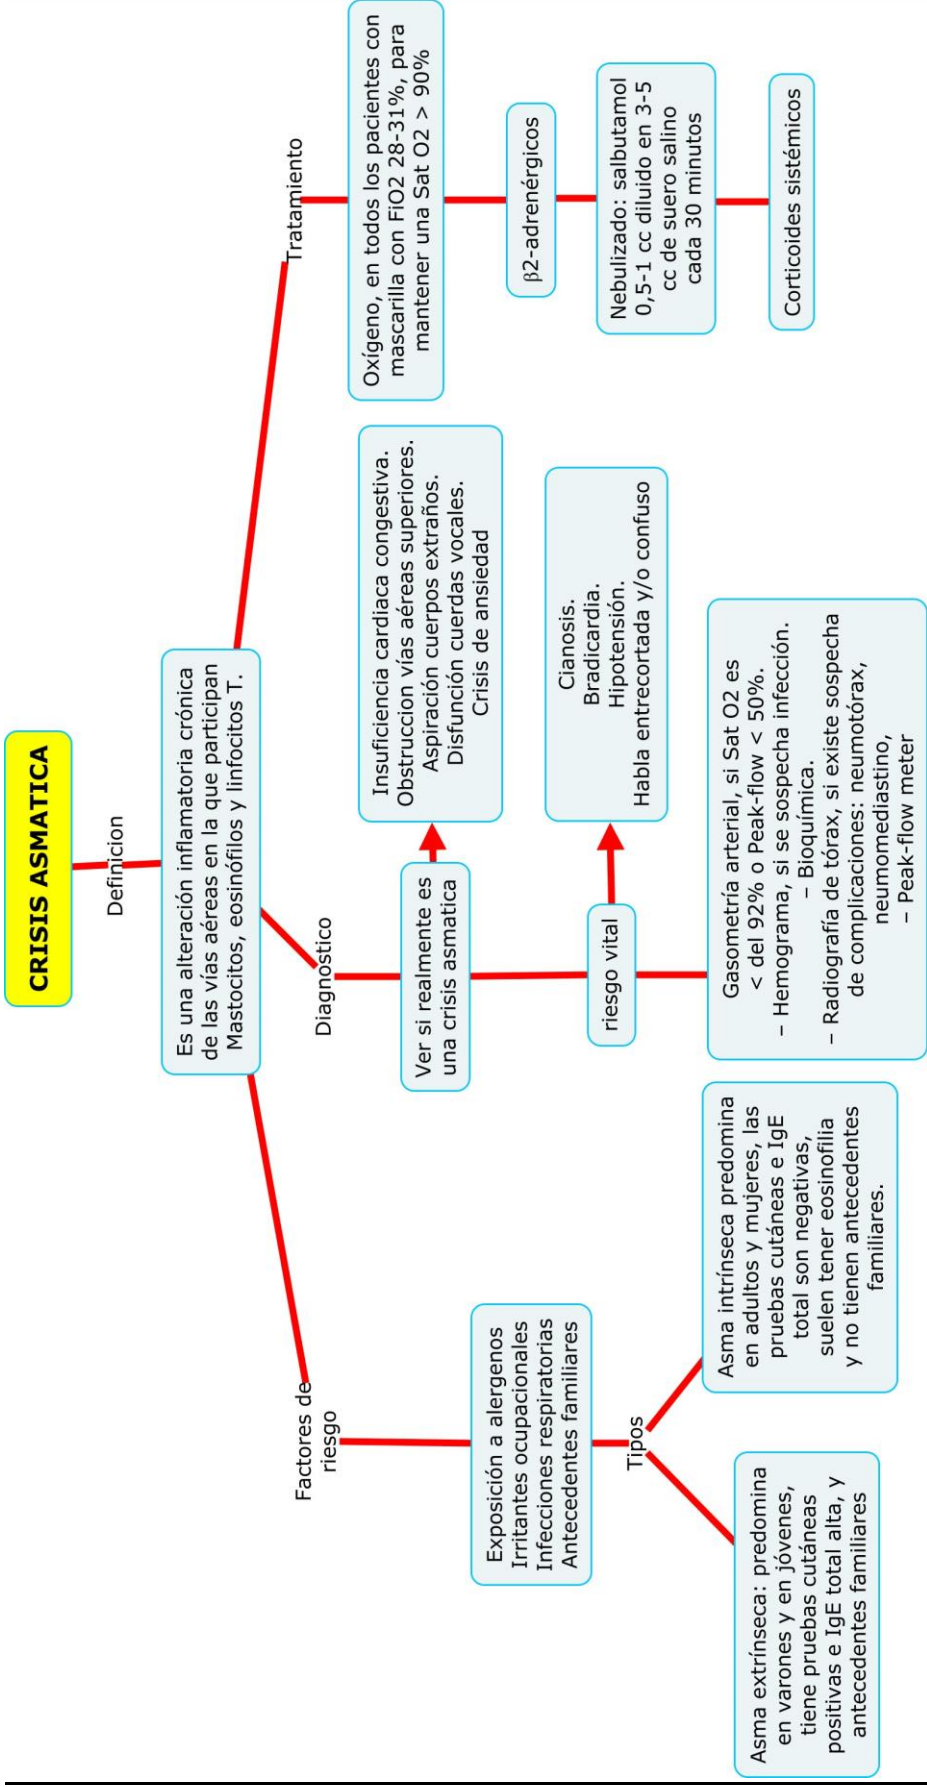 CRISIS ASMATICA
Definicion
Es una alteración inflamatoria crónica
de las vías aéreas en la que participan
Mastocitos, eosinófilos y linfocitos T.
Factores de
riesgo
Exposición a alergenos
Irritantes ocupacionales
Infecciones respiratorias
Antecedentes familiares
Tipos
Asma extrínseca: predomina
en varones y en jóvenes,
tiene pruebas cutáneas
positivas e IgE total alta, y
antecedentes familiares
Asma intrínseca predomina
en adultos y mujeres, las
pruebas cutáneas e IgE
total son negativas,
suelen tener eosinofilia
y no tienen antecedentes
familiares.
Diagnostico
Ver si realmente es
una crisis asmatica
Insuficiencia cardiaca congestiva.
Obstruccion vías aéreas superiores.
Aspiración cuerpos extraños.
Disfunción cuerdas vocales.
Crisis de ansiedad
riesgo vital
Cianosis.
Bradicardia.
Hipotensión.
Habla entrecortada y/o confuso
Gasometría arterial, si Sat O2 es
< del 92% o Peak-flow < 50%.
– Hemograma, si se sospecha infección.
– Bioquímica.
– Radiografía de tórax, si existe sospecha
de complicaciones: neumotórax,
neumomediastino,
– Peak-flow meter
Tratamiento
Oxígeno, en todos los pacientes con
mascarilla con FiO2 28-31%, para
mantener una Sat O2 > 90%
β2-adrenérgicos
Nebulizado: salbutamol
0,5-1 cc diluido en 3-5
cc de suero salino
cada 30 minutos
Corticoides sistémicos